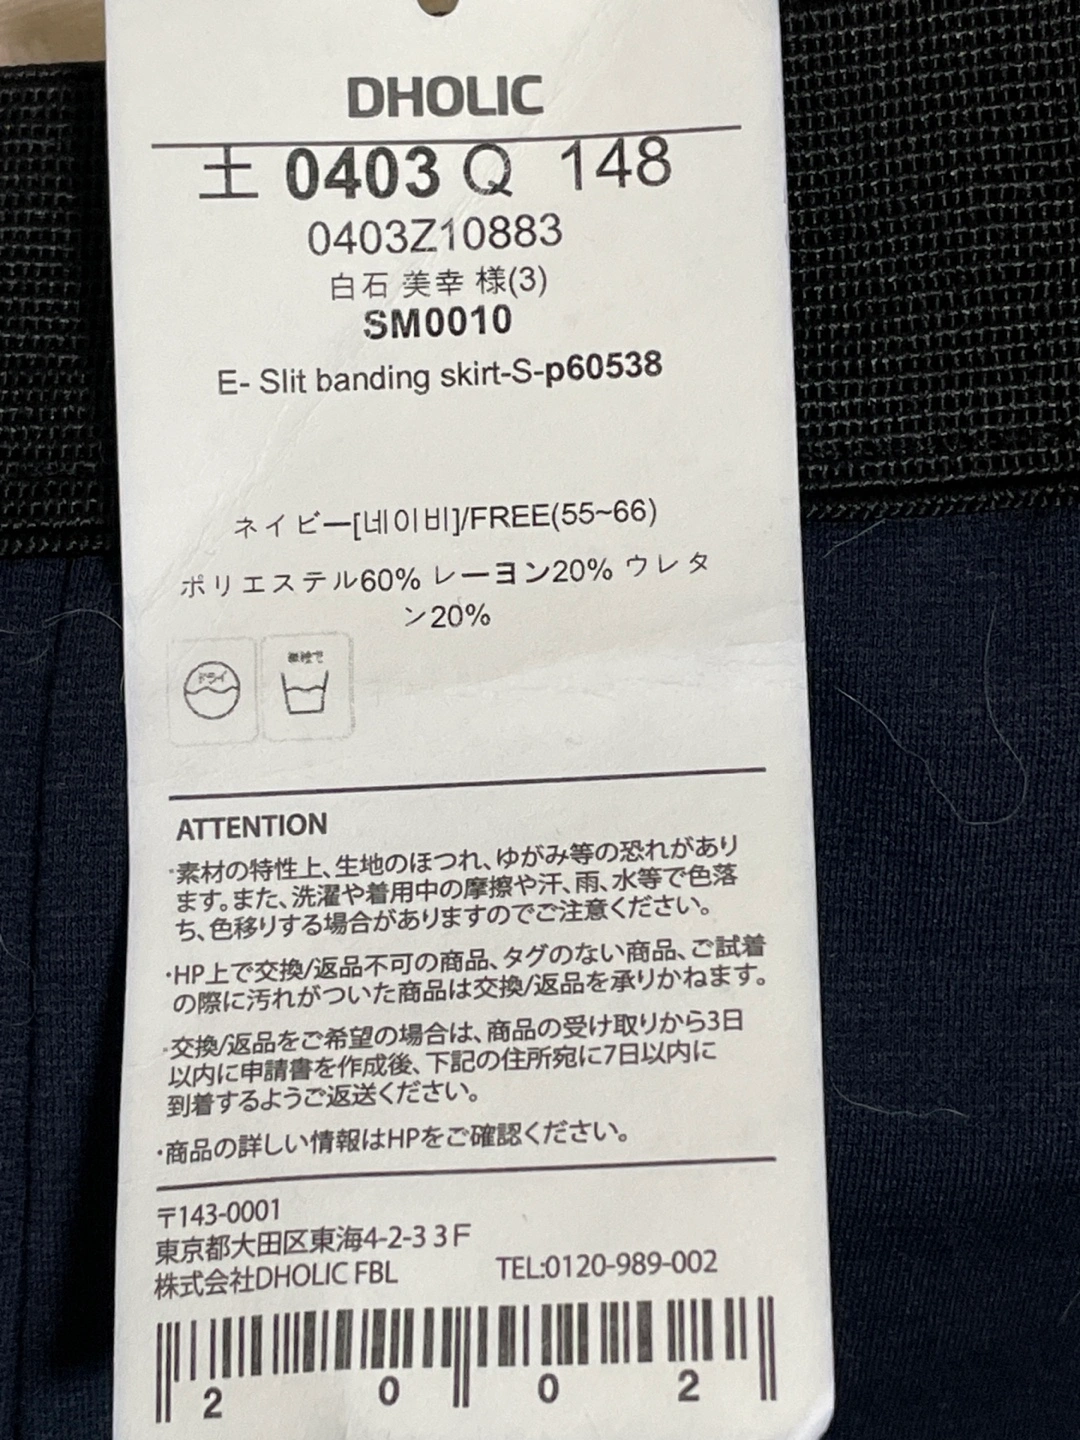 DHOLIC
土 0403 Q 148
0403Z10883
白石 美幸 様(3)
SM0010
E- Slit banding skirt-S-p60538
ネイビー[네이비]/FREE(55~66)
ポリエステル60% レーヨン20% ウレタ
ン20%
ドライ
ATTENTION
・素材の特性上、生地のほつれ、ゆがみ等の恐れがあり
ます。また、洗濯や着用中の摩擦や汗、雨、水等で色落
ち、色移りする場合がありますのでご注意ください。
・HP上で交換/返品不可の商品、タグのない商品、ご試着
の際に汚れがついた商品は交換/返品を承りかねます。
・交換/返品をご希望の場合は、商品の受け取りから3日
以内に申請書を作成後、下記の住所宛に7日以内に
到着するようご返送ください。
・商品の詳しい情報はHPをご確認ください。
〒143-0001
東京都大田区東海4-2-3 3F
株式会社DHOLIC FBL TEL:0120-989-002
2 0 0 2